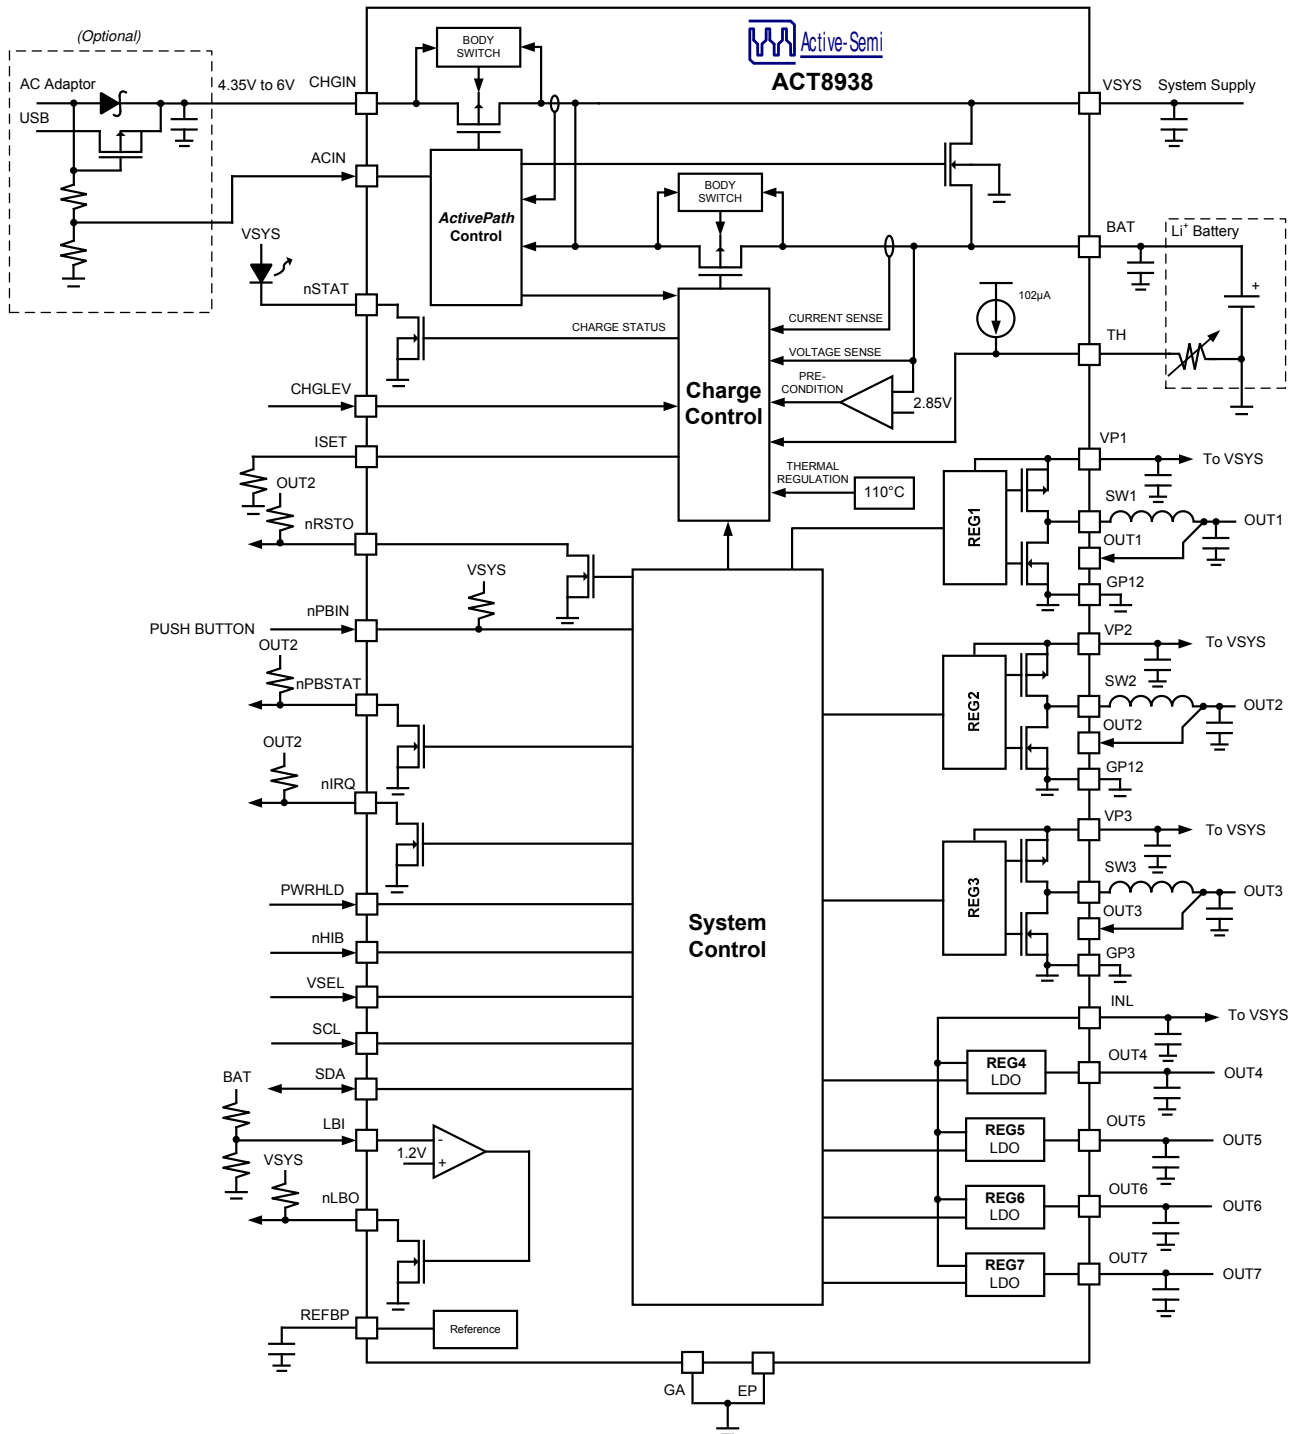 Active-Semi
ACT8938
(Optional)
AC Adaptor
USB
4.35V to 6V
CHGIN
BODY
SWITCH
VSYS
System Supply
ACIN
ActivePath
Control
BODY
SWITCH
VSYS
nSTAT
BAT
Li+ Battery
+
102µA
CHARGE STATUS
CURRENT SENSE
VOLTAGE SENSE
TH
PRE-
CONDITION
2.85V
Charge
Control
CHGLEV
ISET
THERMAL
REGULATION
110°C
OUT2
nRSTO
VP1
To VSYS
REG1
SW1
OUT1
OUT1
GP12
VSYS
nPBIN
PUSH BUTTON
OUT2
nPBSTAT
VP2
To VSYS
REG2
SW2
OUT2
OUT2
GP12
OUT2
nIRQ
VP3
To VSYS
REG3
SW3
OUT3
OUT3
GP3
PWRHLD
nHIB
VSEL
SCL
SDA
System
Control
INL
To VSYS
REG4
LDO
OUT4
OUT4
REG5
LDO
OUT5
OUT5
REG6
LDO
OUT6
OUT6
REG7
LDO
OUT7
OUT7
BAT
LBI
1.2V
-
+
VSYS
nLBO
REFBP
Reference
GA
EP